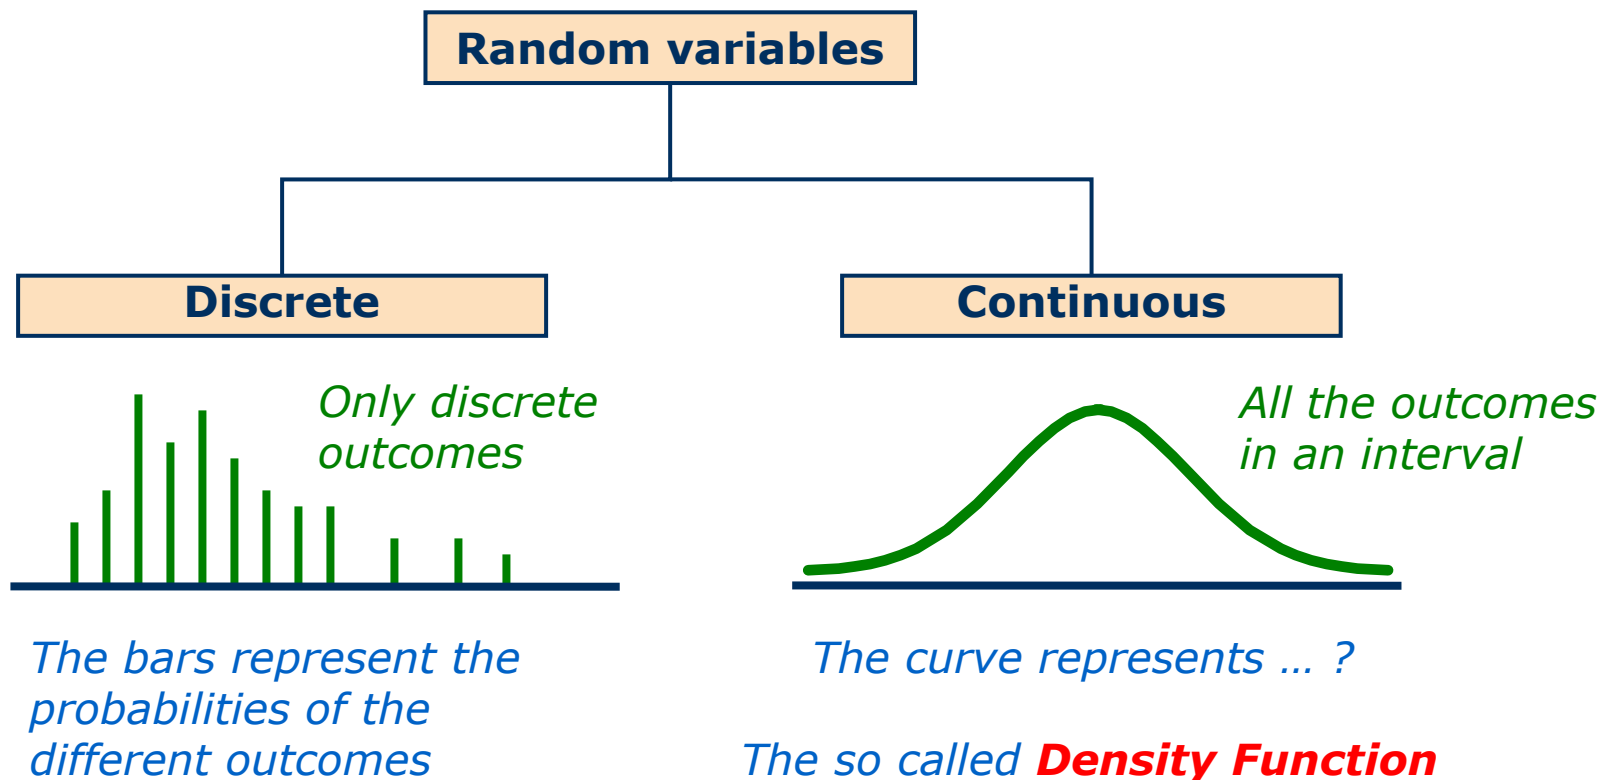 Random variables
Discrete
Continuous
Only discrete
outcomes
All the outcomes
in an interval
The bars represent the
probabilities of the
different outcomes
The curve represents … ?
The so called Density Function